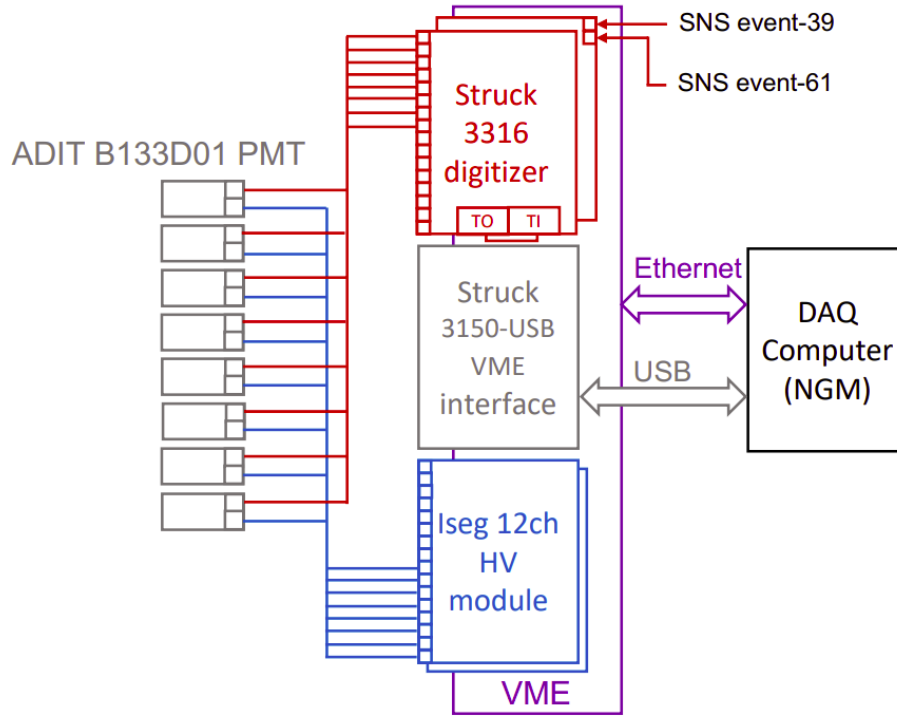 SNS event-39
SNS event-61
Struck
3316
digitizer
TO
TI
ADIT B133D01 PMT
Struck
3150-USB
VME
interface
Ethernet
USB
DAQ
Computer
(NGM)
Iseg 12ch
HV
module
VME